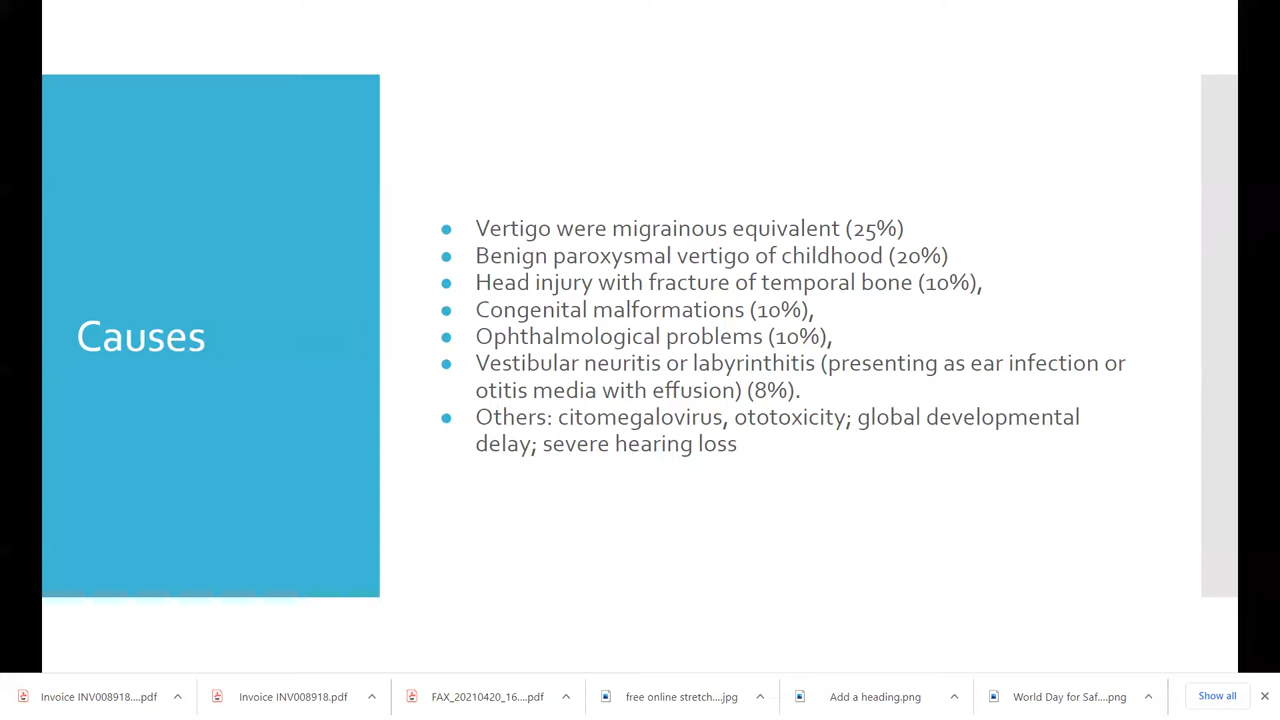 Causes
Vertigo were migrainous equivalent (25%)
Benign paroxysmal vertigo of childhood (20%)
Head injury with fracture of temporal bone (10%),
Congenital malformations (10%),
Ophthalmological problems (10%),
Vestibular neuritis or labyrinthitis (presenting as ear infection or
otitis media with effusion) (8%).
Others: citomegalovirus, ototoxicity; global developmental
delay; severe hearing loss
Invoice INV008918....pdf
Invoice INV008918.pdf
FAX_20210420_16....pdf
free online stretch....jpg
Add a heading.png
World Day for Saf....png
Show all